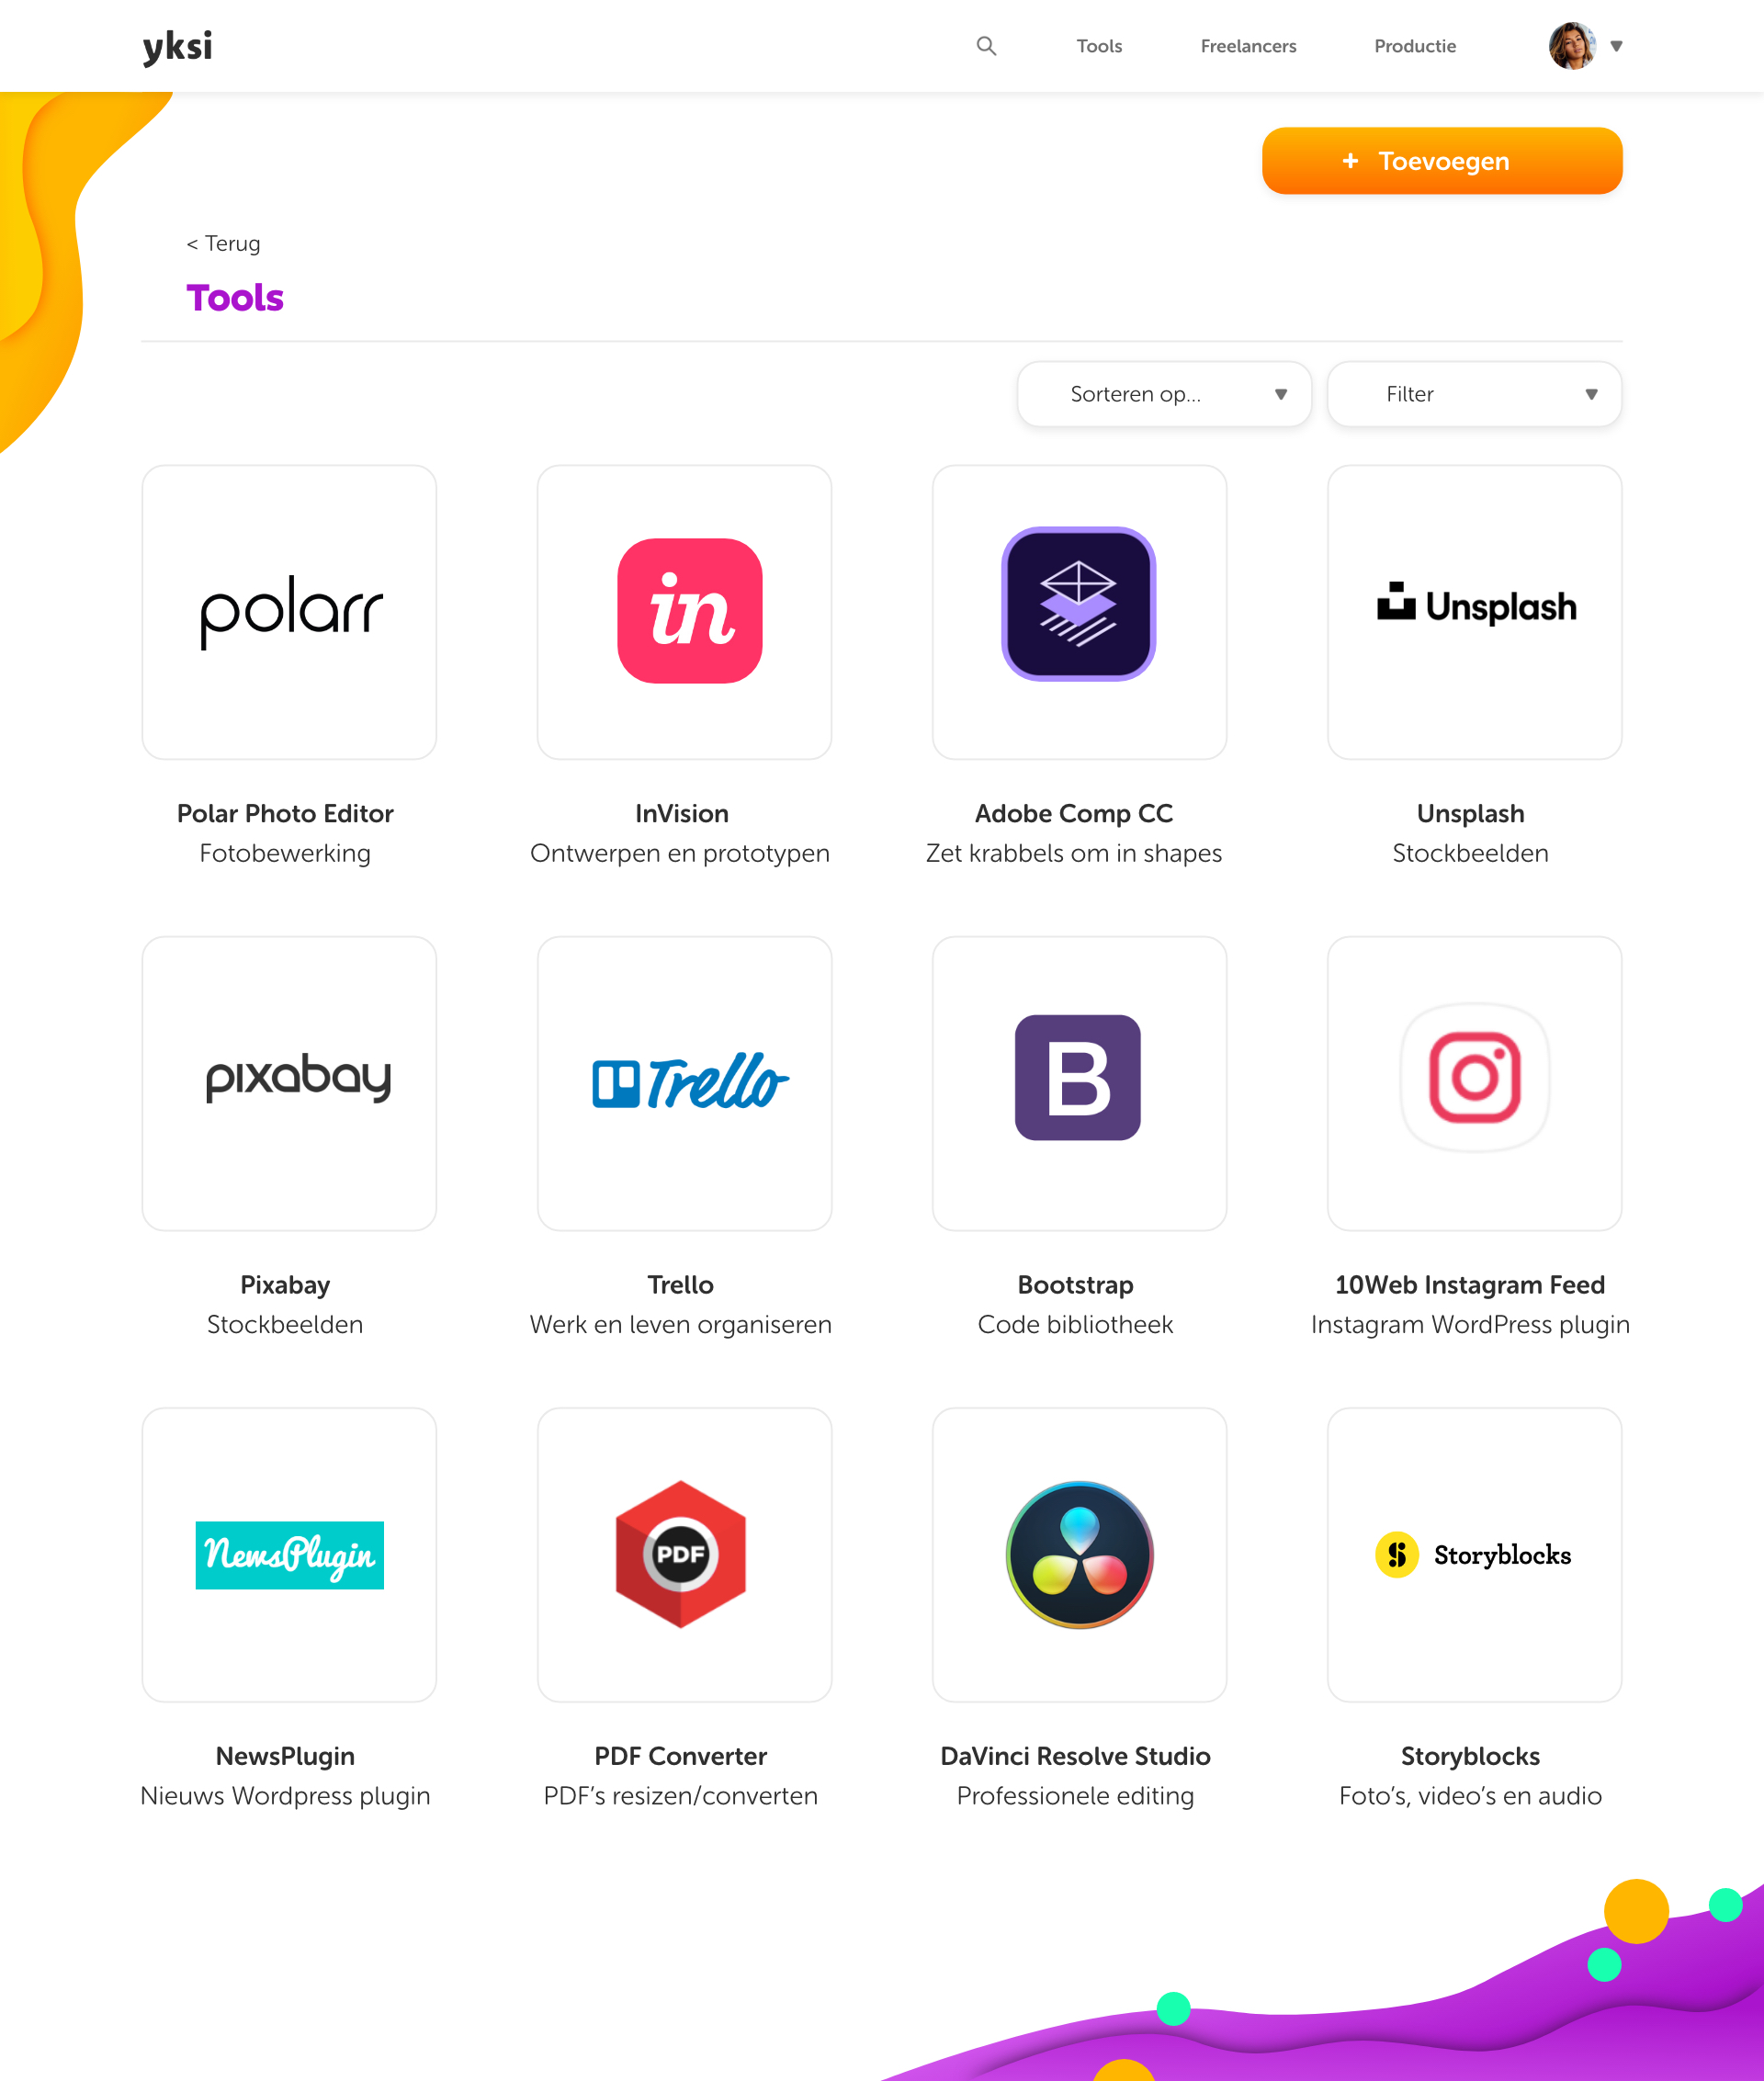 yksi
Tools
Freelancers
Productie
+ Toevoegen
< Terug
Tools
Sorteren op...
Filter
polarr
in
Unsplash
Polar Photo Editor
InVision
Adobe Comp CC
Unsplash
Fotobewerking
Ontwerpen en prototypen
Zet krabbels om in shapes
Stockbeelden
pixabay
Trello
B
Pixabay
Trello
Bootstrap
10Web Instagram Feed
Stockbeelden
Werk en leven organiseren
Code bibliotheek
Instagram WordPress plugin
NewsPlugin
PDF
S Storyblocks
NewsPlugin
PDF Converter
DaVinci Resolve Studio
Storyblocks
Nieuws Wordpress plugin
PDF’s resizen/converten
Professionele editing
Foto’s, video’s en audio